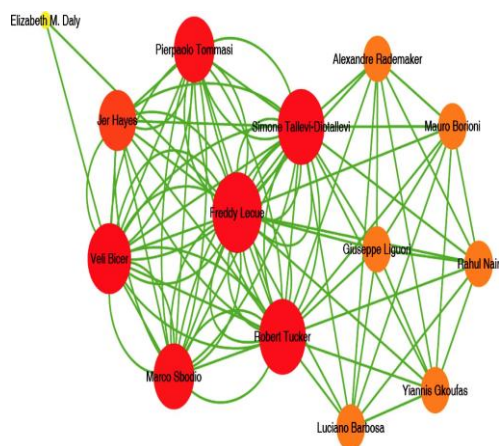 Elizabeth M. Daly
Pierpaolo Tommasi
Alexandre Rademaker
Jer Hayes
Simone Tallevi-Diotallevi
Mauro Borioni
Freddy Lecue
Veli Bicer
Giuseppe Liguori
Rahul Nair
Robert Tucker
Marco Sbodio
Yiannis Gkoufas
Luciano Barbosa